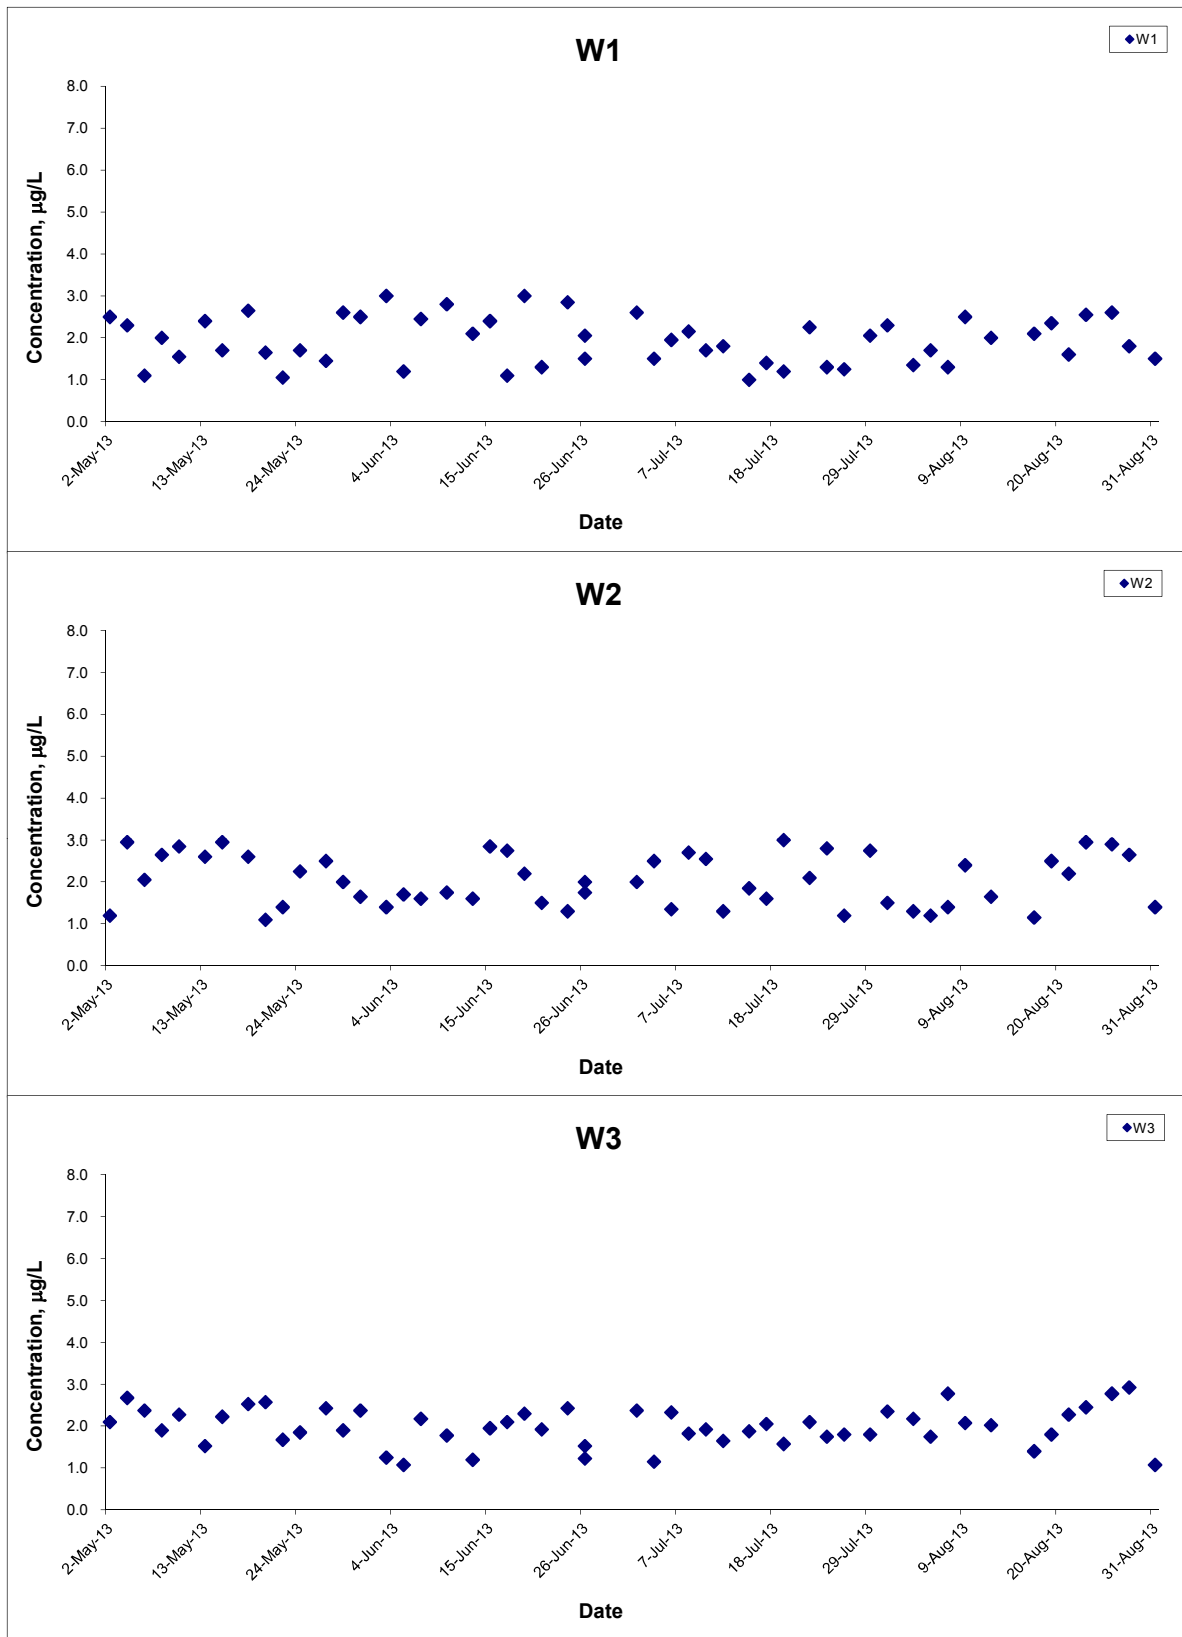 W1
W1
8.0
7.0
6.0
5.0
4.0
3.0
2.0
1.0
0.0
Concentration, µg/L
2-May-13
13-May-13
24-May-13
4-Jun-13
15-Jun-13
26-Jun-13
7-Jul-13
18-Jul-13
29-Jul-13
9-Aug-13
20-Aug-13
31-Aug-13
Date
W2
W2
8.0
7.0
6.0
5.0
4.0
3.0
2.0
1.0
0.0
Concentration, µg/L
2-May-13
13-May-13
24-May-13
4-Jun-13
15-Jun-13
26-Jun-13
7-Jul-13
18-Jul-13
29-Jul-13
9-Aug-13
20-Aug-13
31-Aug-13
Date
W3
W3
8.0
7.0
6.0
5.0
4.0
3.0
2.0
1.0
0.0
Concentration, µg/L
2-May-13
13-May-13
24-May-13
4-Jun-13
15-Jun-13
26-Jun-13
7-Jul-13
18-Jul-13
29-Jul-13
9-Aug-13
20-Aug-13
31-Aug-13
Date